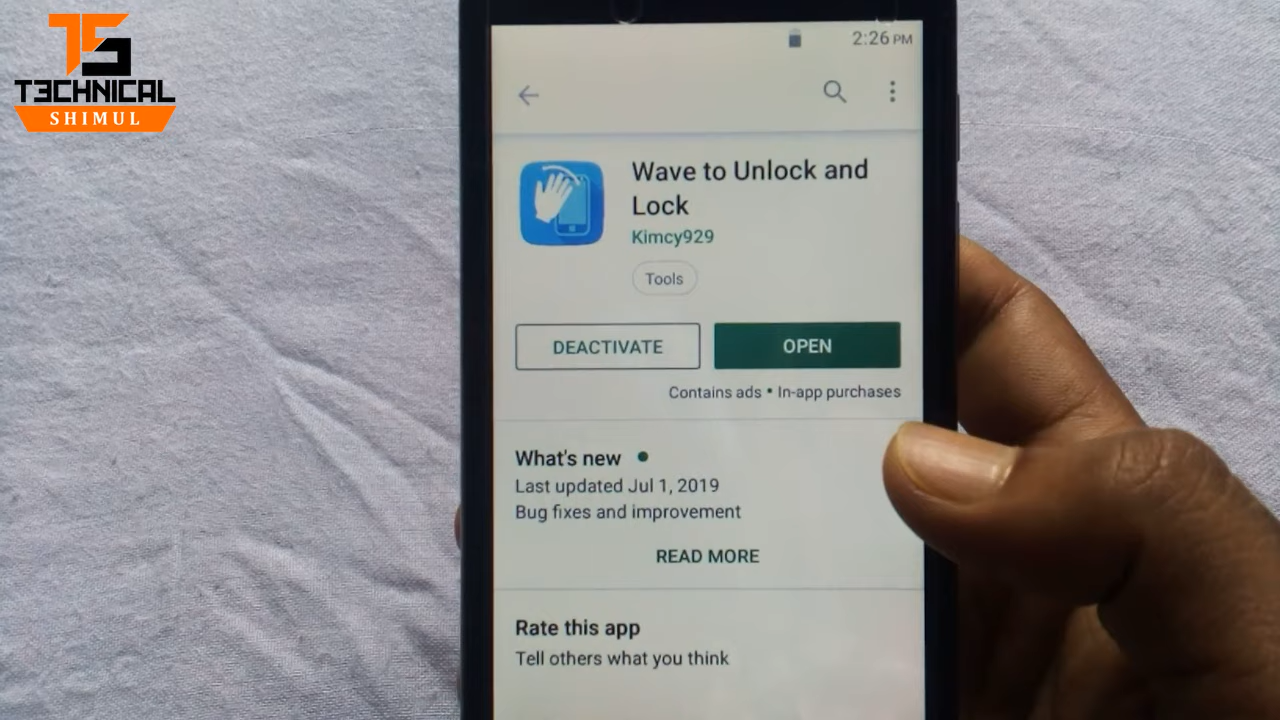 TS
T3CHNICAL
SHIMUL
2:26 PM
Wave to Unlock and
Lock
Kimcy929
Tools
DEACTIVATE
OPEN
Contains ads • In-app purchases
What's new
Last updated Jul 1, 2019
Bug fixes and improvement
READ MORE
Rate this app
Tell others what you think